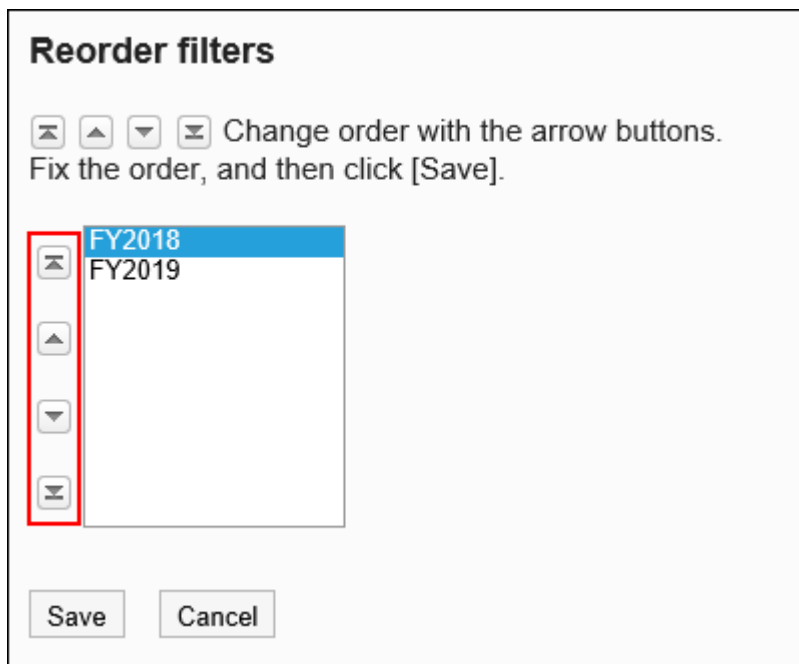 Reorder filters
Change order with the arrow buttons.
Fix the order, and then click [Save].
FY2018
FY2019
Save
Cancel